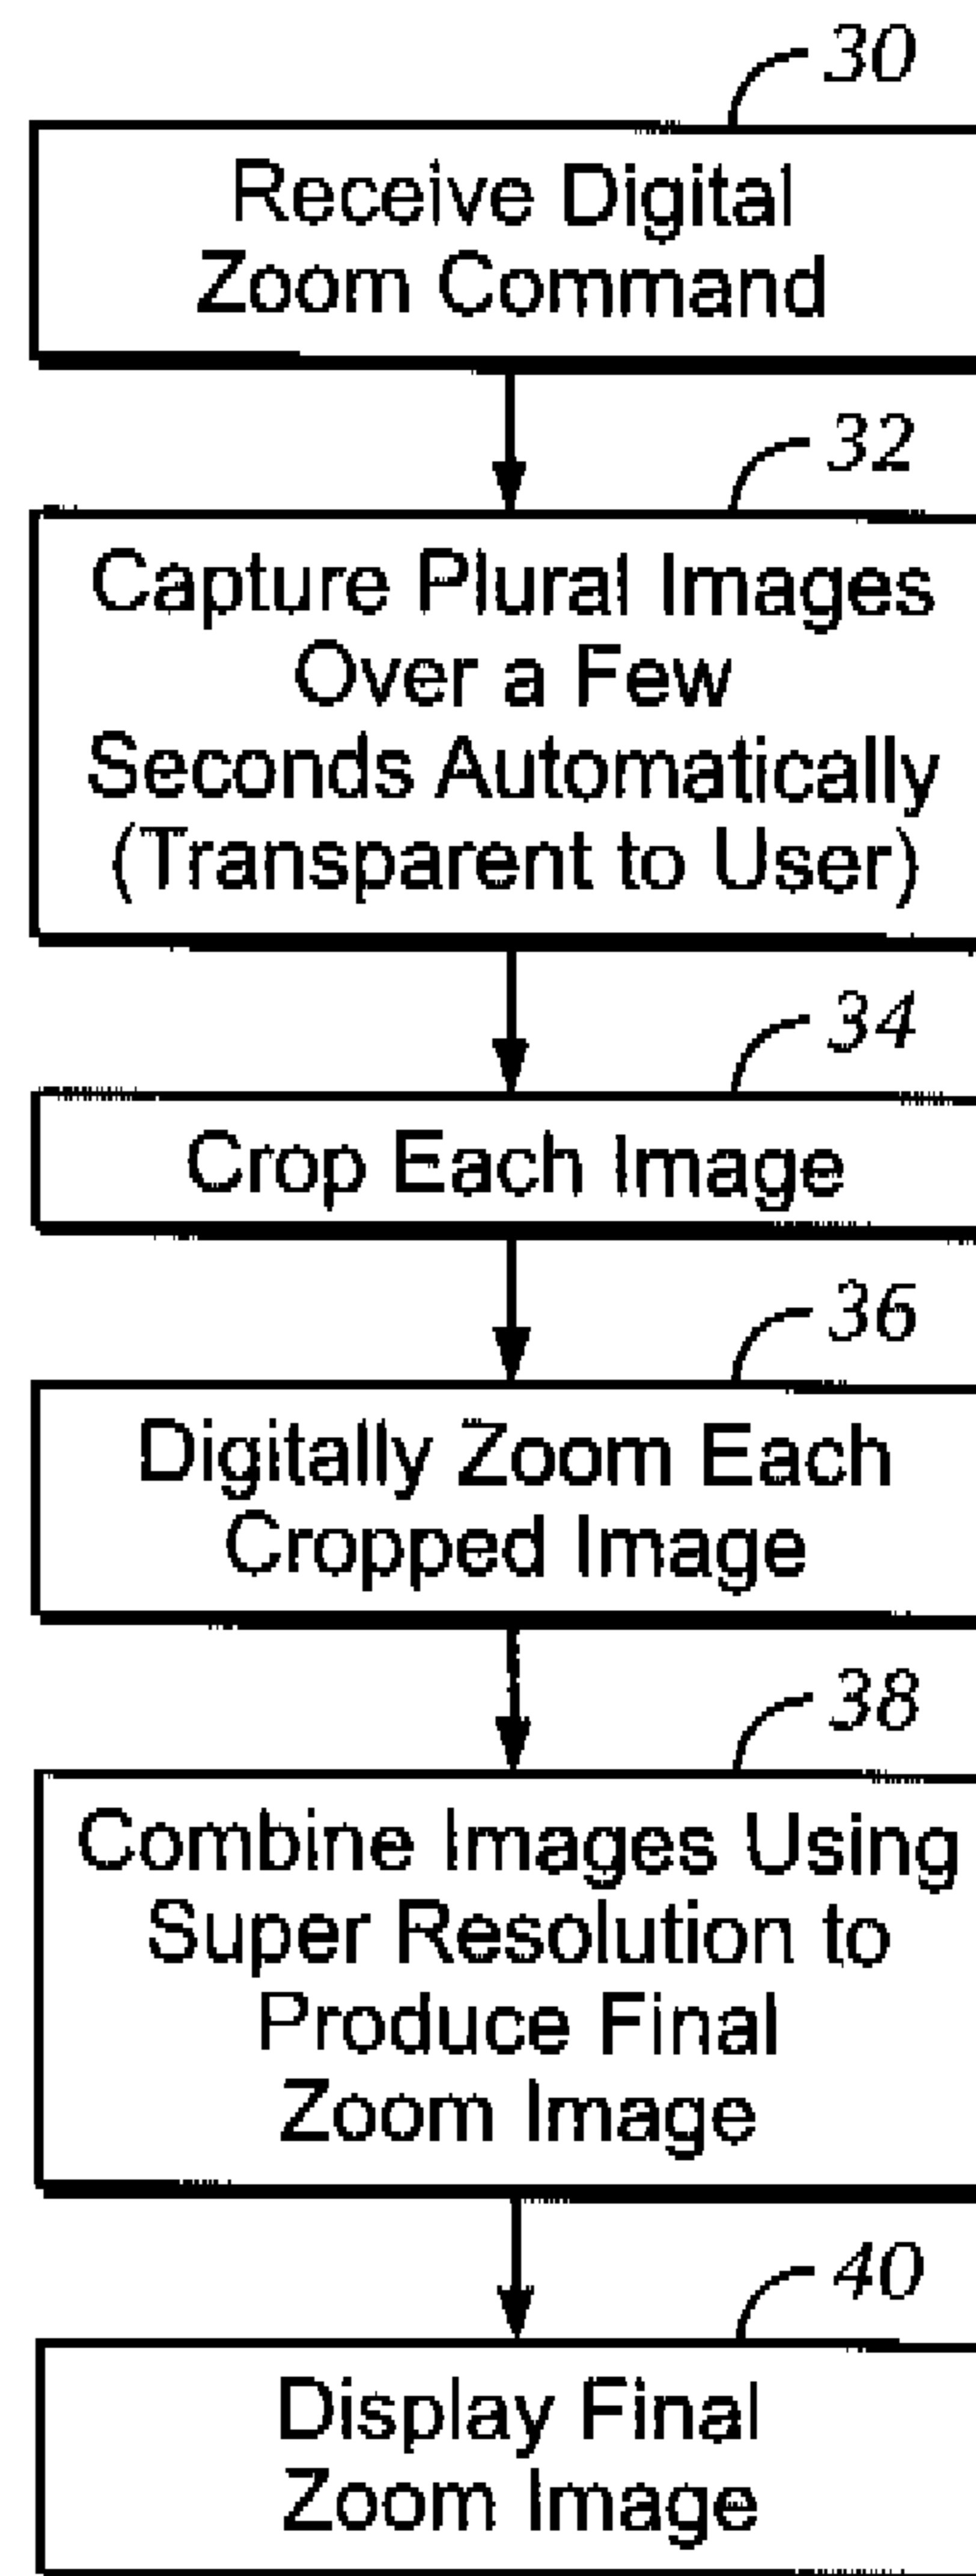 30
Receive Digital
Zoom Command
32
Capture Plural Images
Over a Few
Seconds Automatically
(Transparent to User)
34
Crop Each Image
36
Digitally Zoom Each
Cropped Image
38
Combine Images Using
Super Resolution to
Produce Final
Zoom Image
40
Display Final
Zoom Image